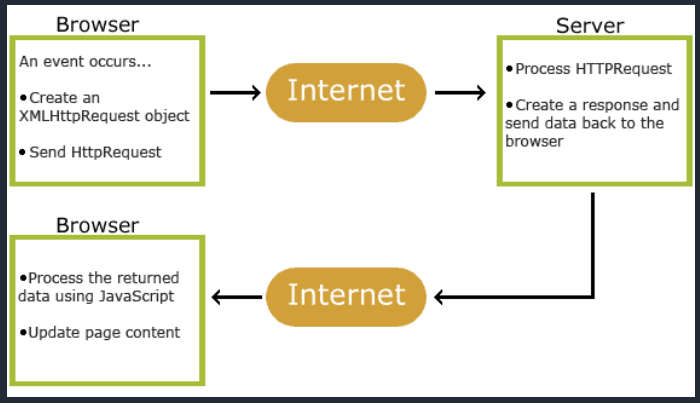 Browser
An event occurs...
•Create an
XMLHttpRequest object
• Send HttpRequest
Internet
Server
• Process HTTPRequest
• Create a response and
send data back to the
browser
Browser
•Process the returned
data using JavaScript
•Update page content
Internet